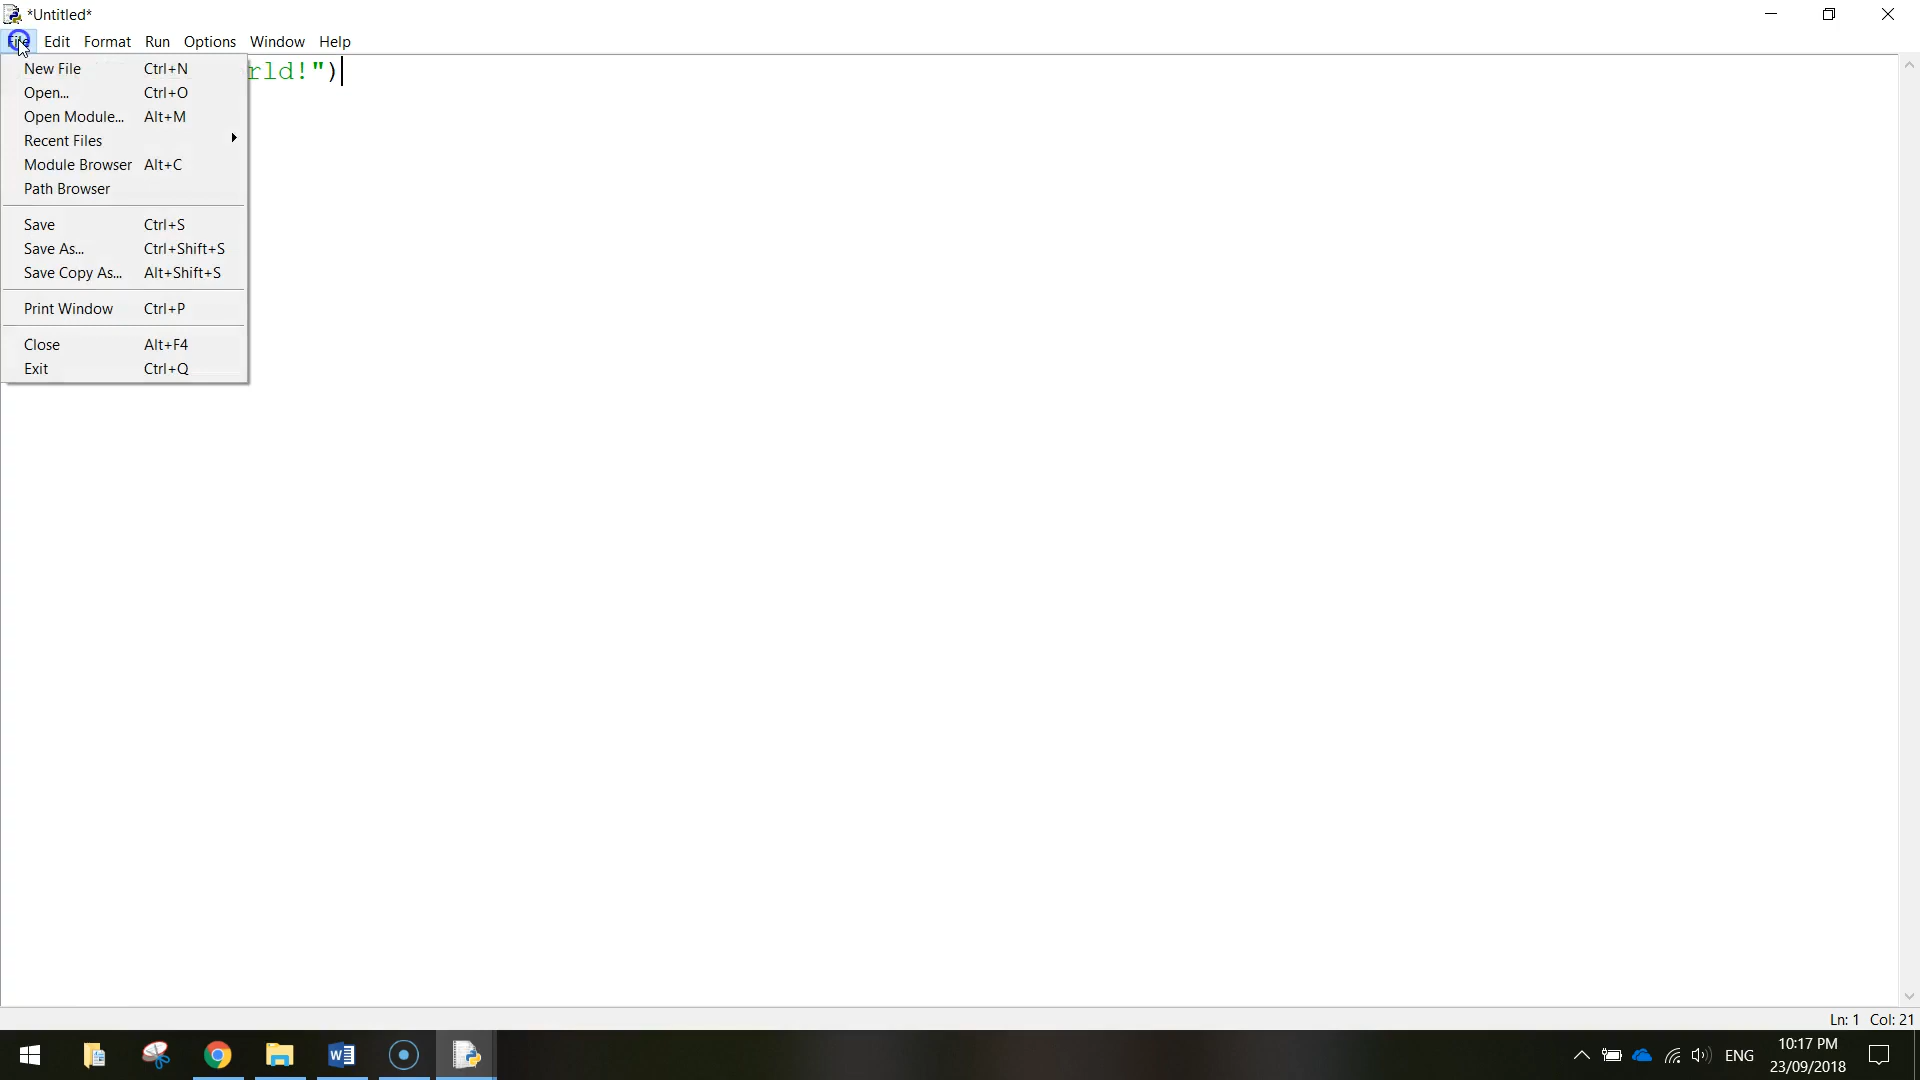 *Untitled*
File Edit Format Run Options Window Help
rld!")
New File Ctrl+N
Open... Ctrl+O
Open Module... Alt+M
Recent Files
Module Browser Alt+C
Path Browser
Save Ctrl+S
Save As... Ctrl+Shift+S
Save Copy As... Alt+Shift+S
Print Window Ctrl+P
Close Alt+F4
Exit Ctrl+Q
Ln: 1 Col: 21
ENG
10:17 PM
23/09/2018